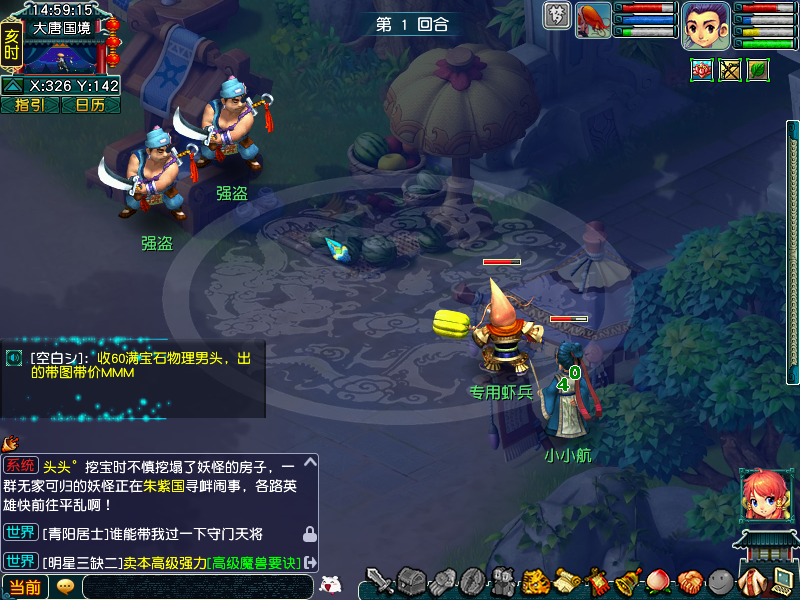 14:59:15
大唐国境
亥时
X:326 Y:142
指引 日历
第 1 回合
梦
强盗
强盗
专用虾兵
40
小小航
[空白シ]: 收60满宝石物理男头，出
的带图带价MMM
系统 头头° 挖宝时不慎挖塌了妖怪的房子，一
群无家可归的妖怪正在朱紫国寻衅闹事，各路英
雄快前往平乱啊！
世界 [青阳居士]谁能带我过一下守门天将
世界 [明星三缺二]卖本高级强力[高级魔兽要诀]
当前